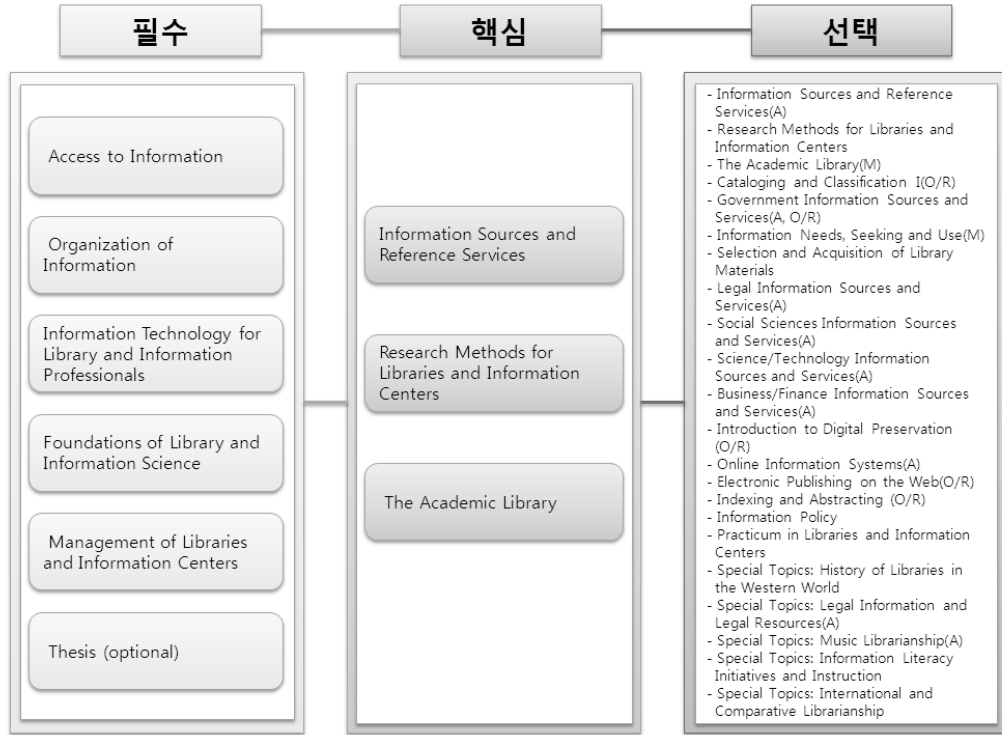 필수
핵심
선택
Access to Information
Organization of
Information
Information Technology for
Library and Information
Professionals
Foundations of Library and
Information Science
Management of Libraries
and Information Centers
Thesis (optional)
Information Sources and
Reference Services
Research Methods for
Libraries and Information
Centers
The Academic Library
- Information Sources and Reference
Services(A)
- Research Methods for Libraries and
Information Centers
- The Academic Library(M)
- Cataloging and Classification I(O/R)
- Government Information Sources and
Services(A, O/R)
- Information Needs, Seeking and Use(M)
- Selection and Acquisition of Library
Materials
- Legal Information Sources and
Services(A)
- Social Sciences Information Sources
and Services(A)
- Science/Technology Information
Sources and Services(A)
- Business/Finance Information Sources
and Services(A)
- Introduction to Digital Preservation
(O/R)
- Online Information Systems(A)
- Electronic Publishing on the Web(O/R)
- Indexing and Abstracting (O/R)
- Information Policy
- Practicum in Libraries and Information
Centers
- Special Topics: History of Libraries in
the Western World
- Special Topics: Legal Information and
Legal Resources(A)
- Special Topics: Music Librarianship(A)
- Special Topics: Information Literacy
Initiatives and Instruction
- Special Topics: International and
Comparative Librarianship